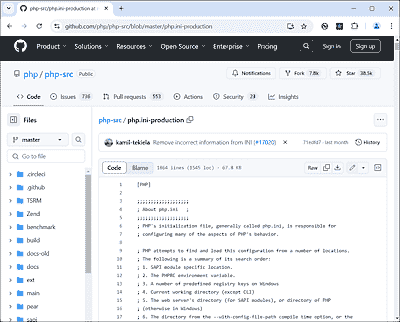 php-src/php.ini-production at
github.com/php/php-src/blob/master/php.ini-production
Product
Solutions
Resources
Open Source
Enterprise
Pricing
Sign in
Sign up
php / php-src
Public
Notifications
Fork 7.8k
Star 38.5k
Code
Issues 736
Pull requests 553
Actions
Security 23
Insights
Files
php-src / php.ini-production
master
kamil-tekiela Remove incorrect information from INI (#17020)
last month
History
Go to file
Code
Blame
1864 lines (1545 loc) · 67.8 KB
Raw
.circleci
.github
TSRM
Zend
benchmark
build
docs-old
docs
ext
main
pear
sapi
1 [PHP]
2
3 ;;;;;;;;;;;;;;;;;;;
4 ; About php.ini ;
5 ;;;;;;;;;;;;;;;;;;;
6 ; PHP's initialization file, generally called php.ini, is responsible for
7 ; configuring many of the aspects of PHP's behavior.
8
9 ; PHP attempts to find and load this configuration from a number of locations.
10 ; The following is a summary of its search order:
11 ; 1. SAPI module specific location.
12 ; 2. The PHPRC environment variable.
13 ; 3. A number of predefined registry keys on Windows
14 ; 4. Current working directory (except CLI)
15 ; 5. The web server's directory (for SAPI modules), or directory of PHP
16 ; (otherwise in Windows)
17 ; 6. The directory from the --with-config-file-path compile time option, or the